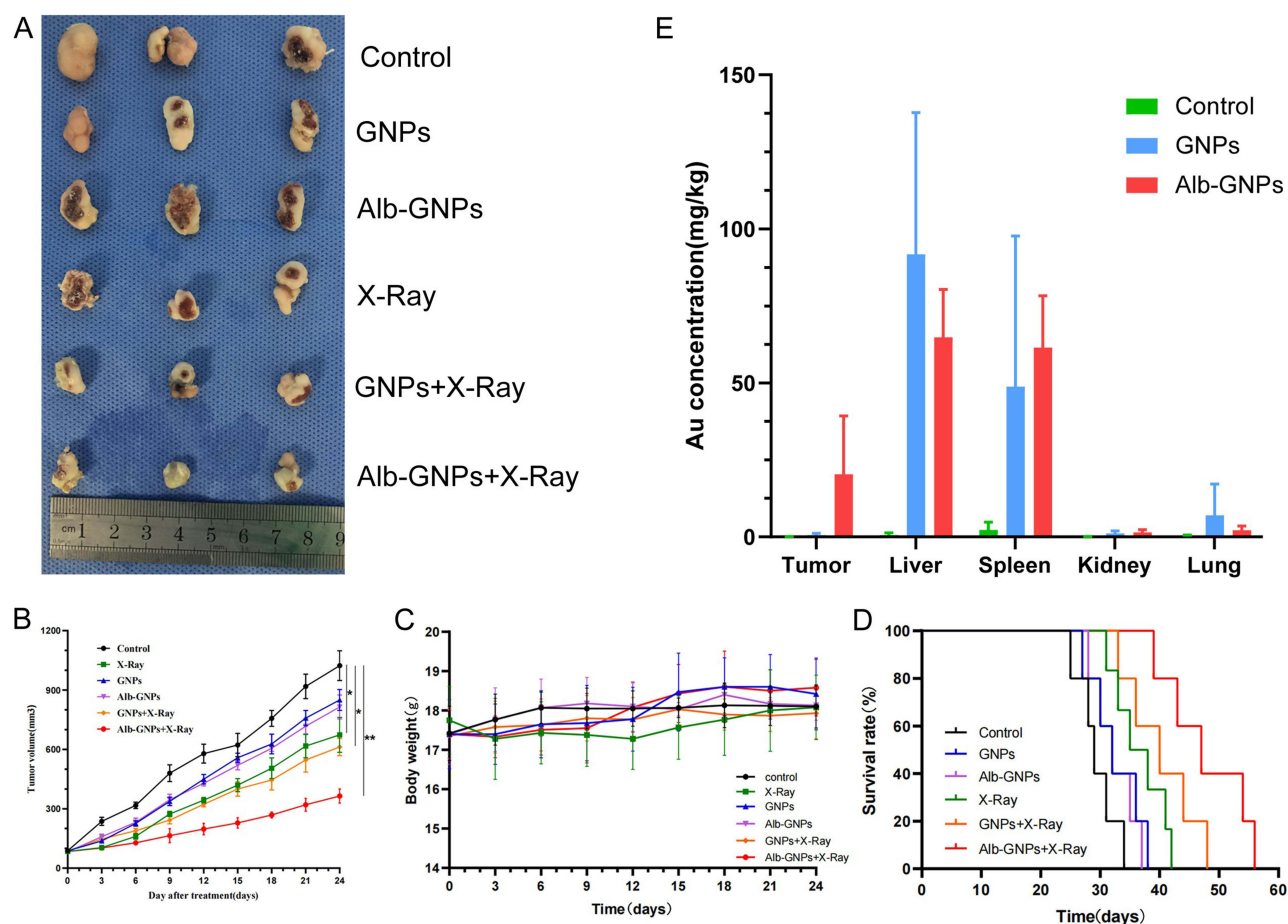 A
Control
GNPs
Alb-GNPs
X-Ray
GNPs+X-Ray
Alb-GNPs+X-Ray
cm 1 2 3 4 5 6 7 8 9
E
150
100
50
0
Au concentration(mg/kg)
Control
GNPs
Alb-GNPs
Tumor Liver Spleen Kidney Lung
B
1200
900
600
300
0
Tumor volume(mm3)
Control
X-Ray
GNPs
Alb-GNPs
GNPs+X-Ray
Alb-GNPs+X-Ray
*
*
**
0 3 6 9 12 15 18 21 24
Day after treatment(days)
C
20
19
18
17
16
15
14
Body weight(g)
control
X-Ray
GNPs
Alb-GNPs
GNPs+X-Ray
Alb-GNPs+X-Ray
0 3 6 9 12 15 18 21 24
Time(days)
D
100
80
60
40
20
0
Survival rate(%)
Control
GNPs
Alb-GNPs
X-Ray
GNPs+X-Ray
Alb-GNPs+X-Ray
0 10 20 30 40 50 60
Time(days)